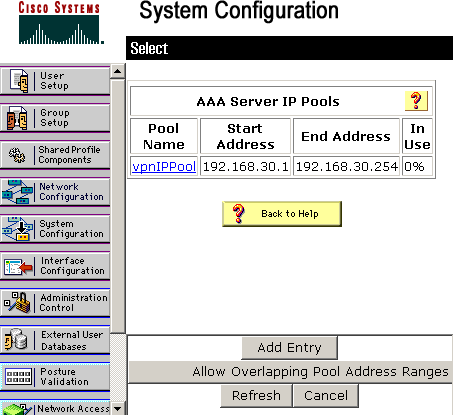 CISCO SYSTEMS
System Configuration
Select
User
Setup
Group
Setup
Shared Profile
Components
Network
Configuration
System
Configuration
Interface
Configuration
Administration
Control
External User
Databases
Posture
Validation
Network Access
AAA Server IP Pools
?
Pool Name Start Address End Address In Use
vpnIPPool 192.168.30.1 192.168.30.254 0%
? Back to Help
Add Entry
Allow Overlapping Pool Address Ranges
Refresh Cancel